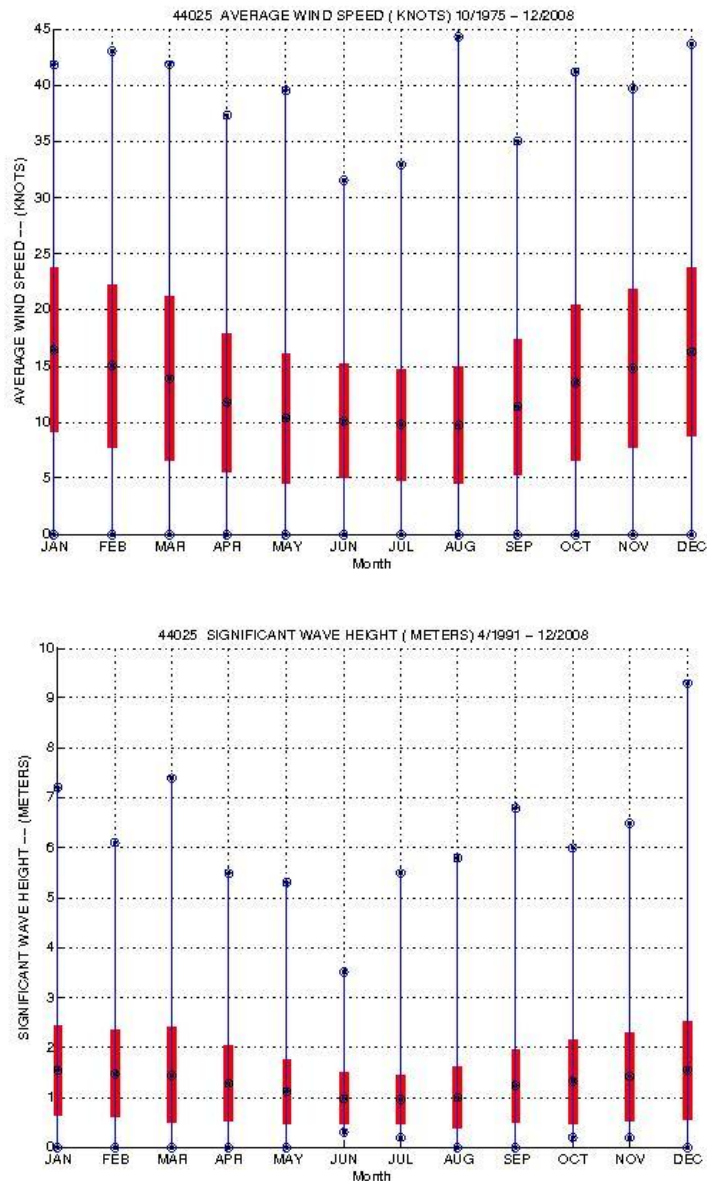 44025 AVERAGE WIND SPEED ( KNOTS) 10/1975 – 12/2008
45
40
35
30
25
20
15
10
5
0
AVERAGE WIND SPEED –– (KNOTS)
JAN FEB MAR APR MAY JUN JUL AUG SEP OCT NOV DEC
Month
44025 SIGNIFICANT WAVE HEIGHT ( METERS) 4/1991 – 12/2008
10
9
8
7
6
5
4
3
2
1
0
SIGNIFICANT WAVE HEIGHT –– (METERS)
JAN FEB MAR APR MAY JUN JUL AUG SEP OCT NOV DEC
Month